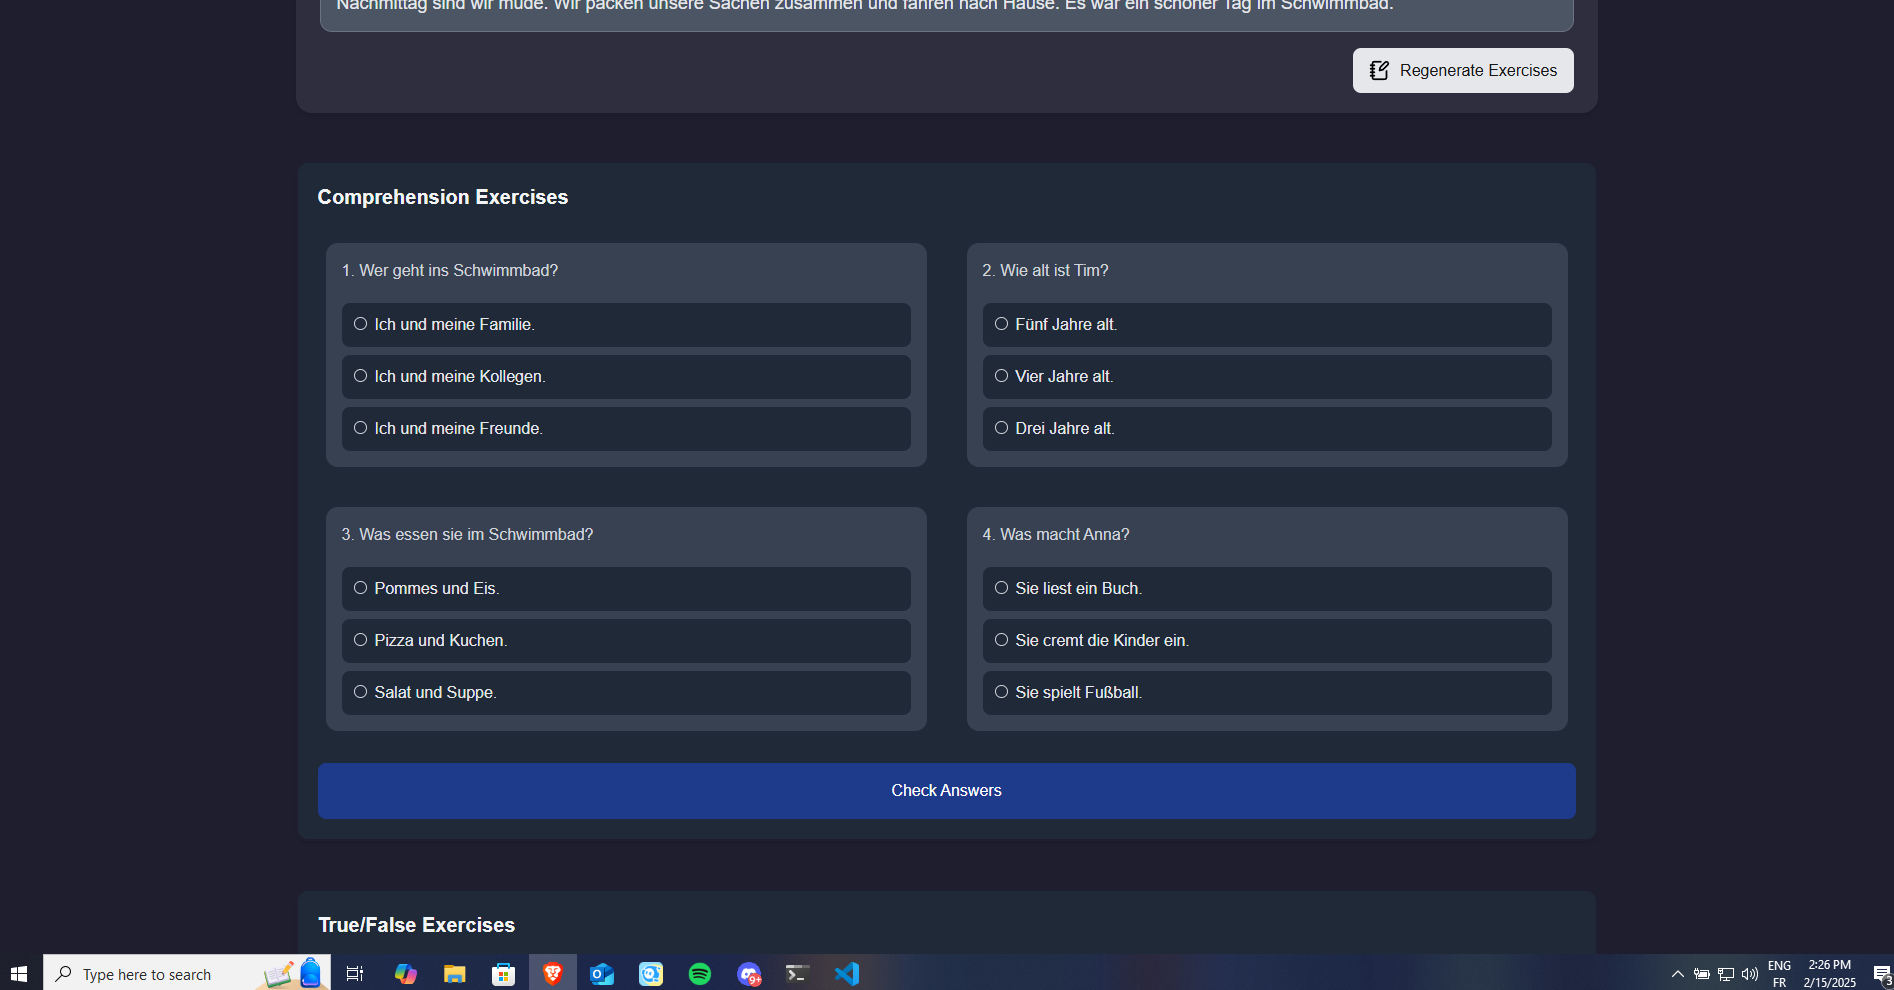 Nachmittag sind wir müde. Wir packen unsere Sachen zusammen und fahren nach Hause. Es war ein schöner Tag im Schwimmbad.
Regenerate Exercises
Comprehension Exercises
1. Wer geht ins Schwimmbad?
Ich und meine Familie.
Ich und meine Kollegen.
Ich und meine Freunde.
2. Wie alt ist Tim?
Fünf Jahre alt.
Vier Jahre alt.
Drei Jahre alt.
3. Was essen sie im Schwimmbad?
Pommes und Eis.
Pizza und Kuchen.
Salat und Suppe.
4. Was macht Anna?
Sie liest ein Buch.
Sie cremt die Kinder ein.
Sie spielt Fußball.
Check Answers
True/False Exercises
Type here to search
9+
ENG
FR
2:26 PM
2/15/2025
3